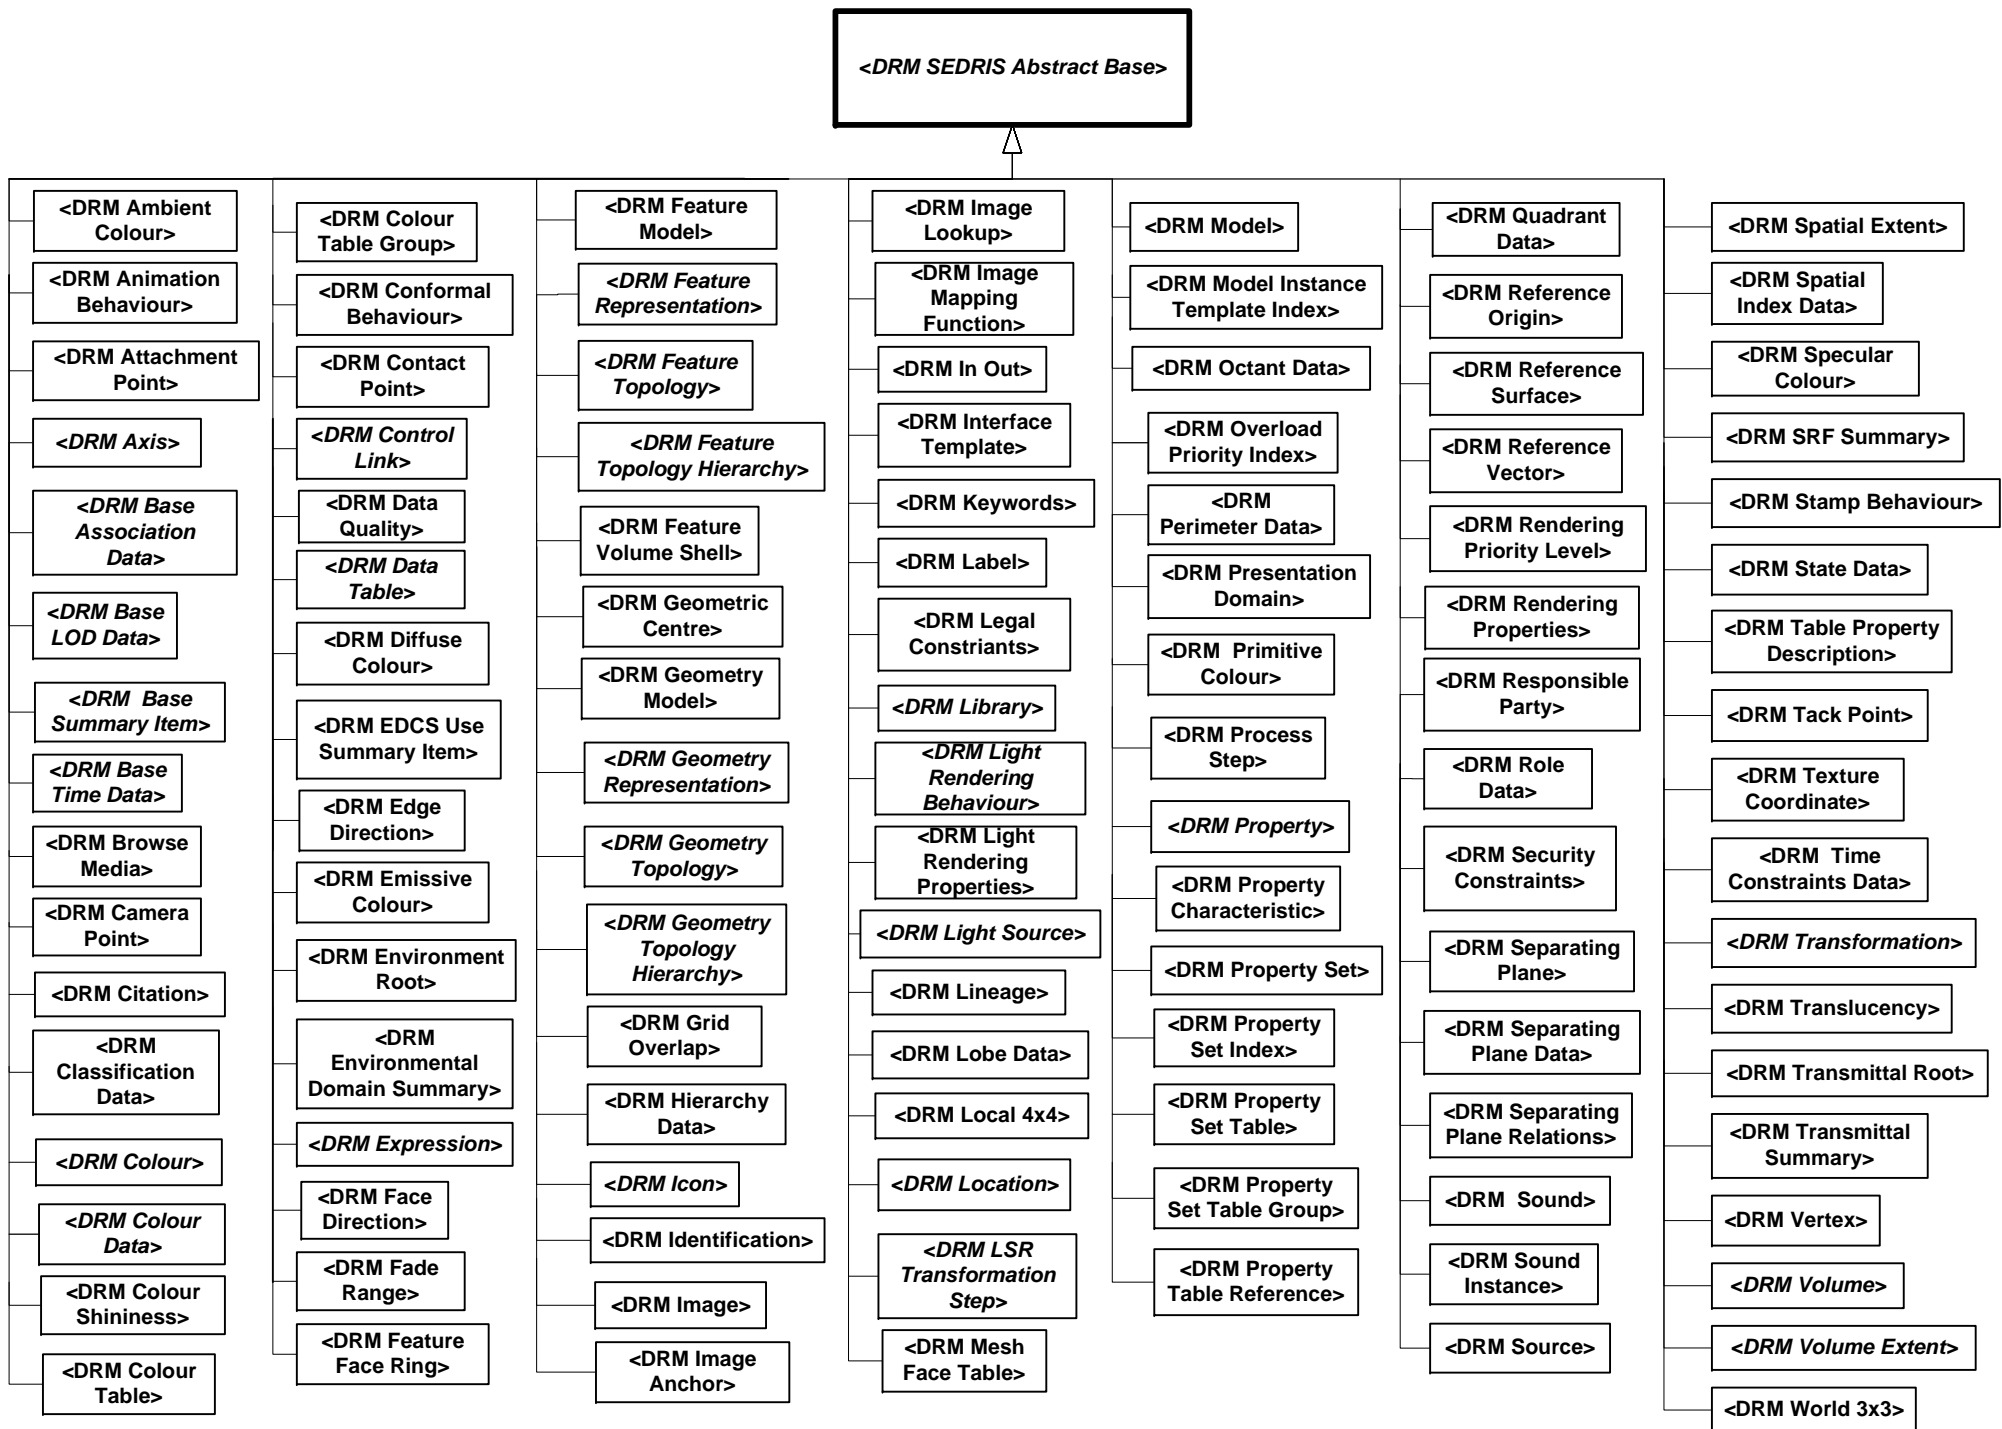 <DRM SEDRIS Abstract Base>
<DRM Ambient
Colour>
<DRM Animation
Behaviour>
<DRM Attachment
Point>
<DRM Axis>
<DRM Base
Association
Data>
<DRM Base
LOD Data>
<DRM  Base
Summary Item>
<DRM Base
Time Data>
<DRM Browse
Media>
<DRM Camera
Point>
<DRM Citation>
<DRM
Classification
Data>
<DRM Colour>
<DRM Colour
Data>
<DRM Colour
Shininess>
<DRM Colour
Table>
<DRM Colour
Table Group>
<DRM Conformal
Behaviour>
<DRM Contact
Point>
<DRM Control
Link>
<DRM Data
Quality>
<DRM Data
Table>
<DRM Diffuse
Colour>
<DRM EDCS Use
Summary Item>
<DRM Edge
Direction>
<DRM Emissive
Colour>
<DRM Environment
Root>
<DRM
Environmental
Domain Summary>
<DRM Expression>
<DRM Face
Direction>
<DRM Fade
Range>
<DRM Feature
Face Ring>
<DRM Feature
Model>
<DRM Feature
Representation>
<DRM Feature
Topology>
<DRM Feature
Topology Hierarchy>
<DRM Feature
Volume Shell>
<DRM Geometric
Centre>
<DRM Geometry
Model>
<DRM Geometry
Representation>
<DRM Geometry
Topology>
<DRM Geometry
Topology
Hierarchy>
<DRM Grid
Overlap>
<DRM Hierarchy
Data>
<DRM Icon>
<DRM Identification>
<DRM Image>
<DRM Image
Anchor>
<DRM Image
Lookup>
<DRM Image
Mapping
Function>
<DRM In Out>
<DRM Interface
Template>
<DRM Keywords>
<DRM Label>
<DRM Legal
Constriants>
<DRM Library>
<DRM Light
Rendering
Behaviour>
<DRM Light
Rendering
Properties>
<DRM Light Source>
<DRM Lineage>
<DRM Lobe Data>
<DRM Local 4x4>
<DRM Location>
<DRM LSR
Transformation
Step>
<DRM Mesh
Face Table>
<DRM Model>
<DRM Model Instance
Template Index>
<DRM Octant Data>
<DRM Overload
Priority Index>
<DRM
Perimeter Data>
<DRM Presentation
Domain>
<DRM  Primitive
Colour>
<DRM Process
Step>
<DRM Property>
<DRM Property
Characteristic>
<DRM Property Set>
<DRM Property
Set Index>
<DRM Property
Set Table>
<DRM Property
Set Table Group>
<DRM Property
Table Reference>
<DRM Quadrant
Data>
<DRM Reference
Origin>
<DRM Reference
Surface>
<DRM Reference
Vector>
<DRM Rendering
Priority Level>
<DRM Rendering
Properties>
<DRM Responsible
Party>
<DRM Role
Data>
<DRM Security
Constraints>
<DRM Separating
Plane>
<DRM Separating
Plane Data>
<DRM Separating
Plane Relations>
<DRM  Sound>
<DRM Sound
Instance>
<DRM Source>
<DRM Spatial Extent>
<DRM Spatial
Index Data>
<DRM Specular
Colour>
<DRM SRF Summary>
<DRM Stamp Behaviour>
<DRM State Data>
<DRM Table Property
Description>
<DRM Tack Point>
<DRM Texture
Coordinate>
<DRM  Time
Constraints Data>
<DRM Transformation>
<DRM Translucency>
<DRM Transmittal Root>
<DRM Transmittal
Summary>
<DRM Vertex>
<DRM Volume>
<DRM Volume Extent>
<DRM World 3x3>